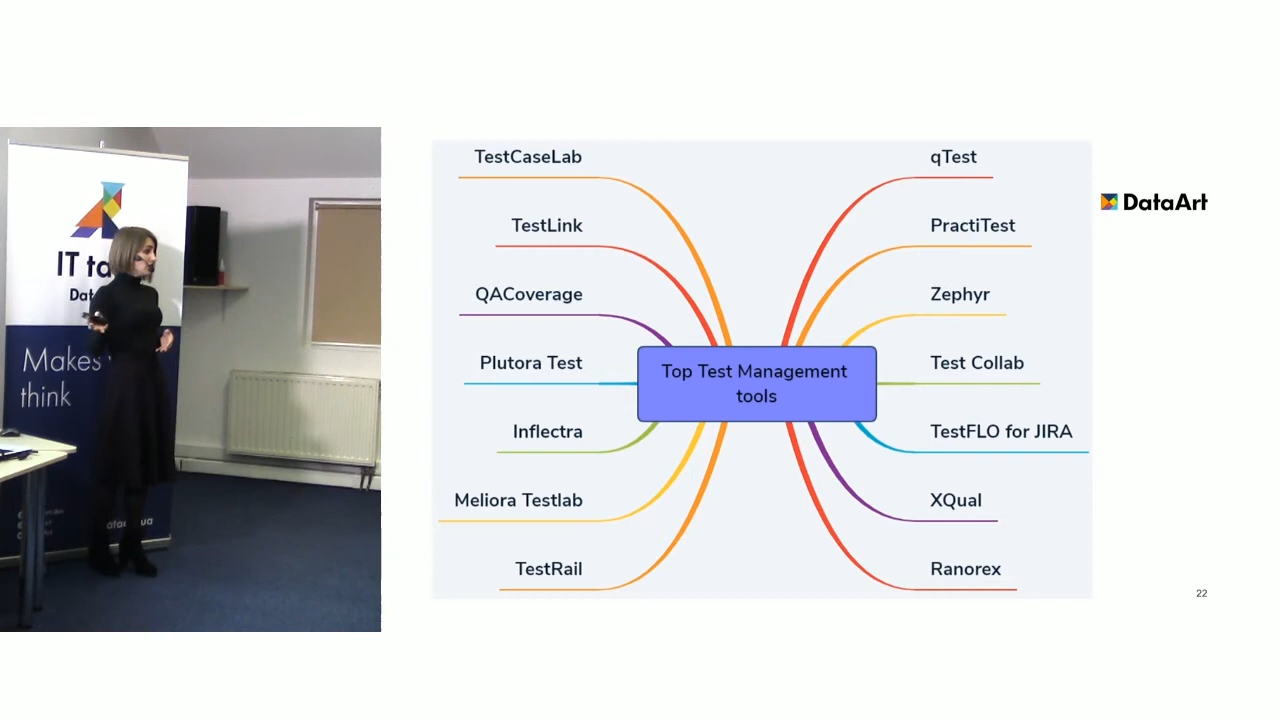 IT ta
Dat
Makes
think
TestCaseLab
TestLink
QACoverage
Plutora Test
Inflectra
Meliora Testlab
TestRail
Top Test Management
tools
qTest
PractiTest
Zephyr
Test Collab
TestFLO for JIRA
XQual
Ranorex
DataArt
22